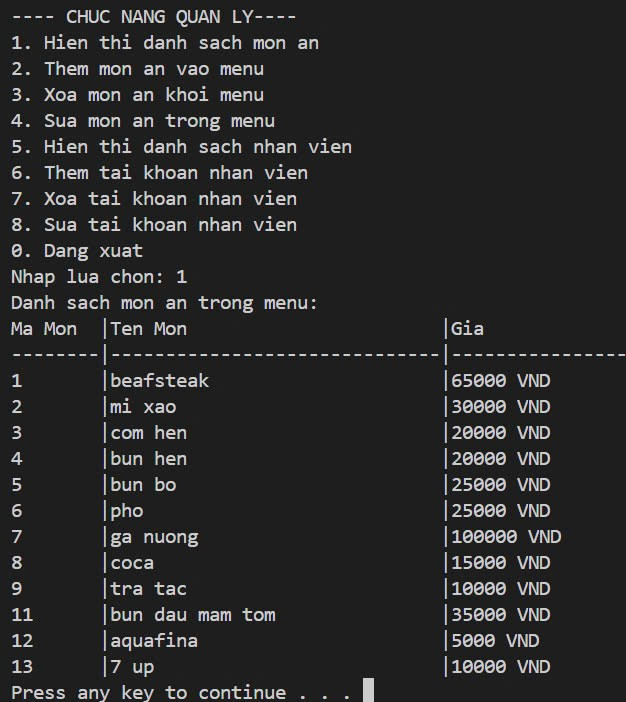 ---- CHUC NANG QUAN LY----
1. Hien thi danh sach mon an
2. Them mon an vao menu
3. Xoa mon an khoi menu
4. Sua mon an trong menu
5. Hien thi danh sach nhan vien
6. Them tai khoan nhan vien
7. Xoa tai khoan nhan vien
8. Sua tai khoan nhan vien
0. Dang xuat
Nhap lua chon: 1
Danh sach mon an trong menu:
Ma Mon  |Ten Mon                       |Gia
--------|------------------------------|----------------
1       |beafsteak                     |65000 VND
2       |mi xao                        |30000 VND
3       |com hen                       |20000 VND
4       |bun hen                       |20000 VND
5       |bun bo                        |25000 VND
6       |pho                           |25000 VND
7       |ga nuong                      |100000 VND
8       |coca                          |15000 VND
9       |tra tac                       |10000 VND
11      |bun dau mam tom               |35000 VND
12      |aquafina                      |5000 VND
13      |7 up                          |10000 VND
Press any key to continue . . .